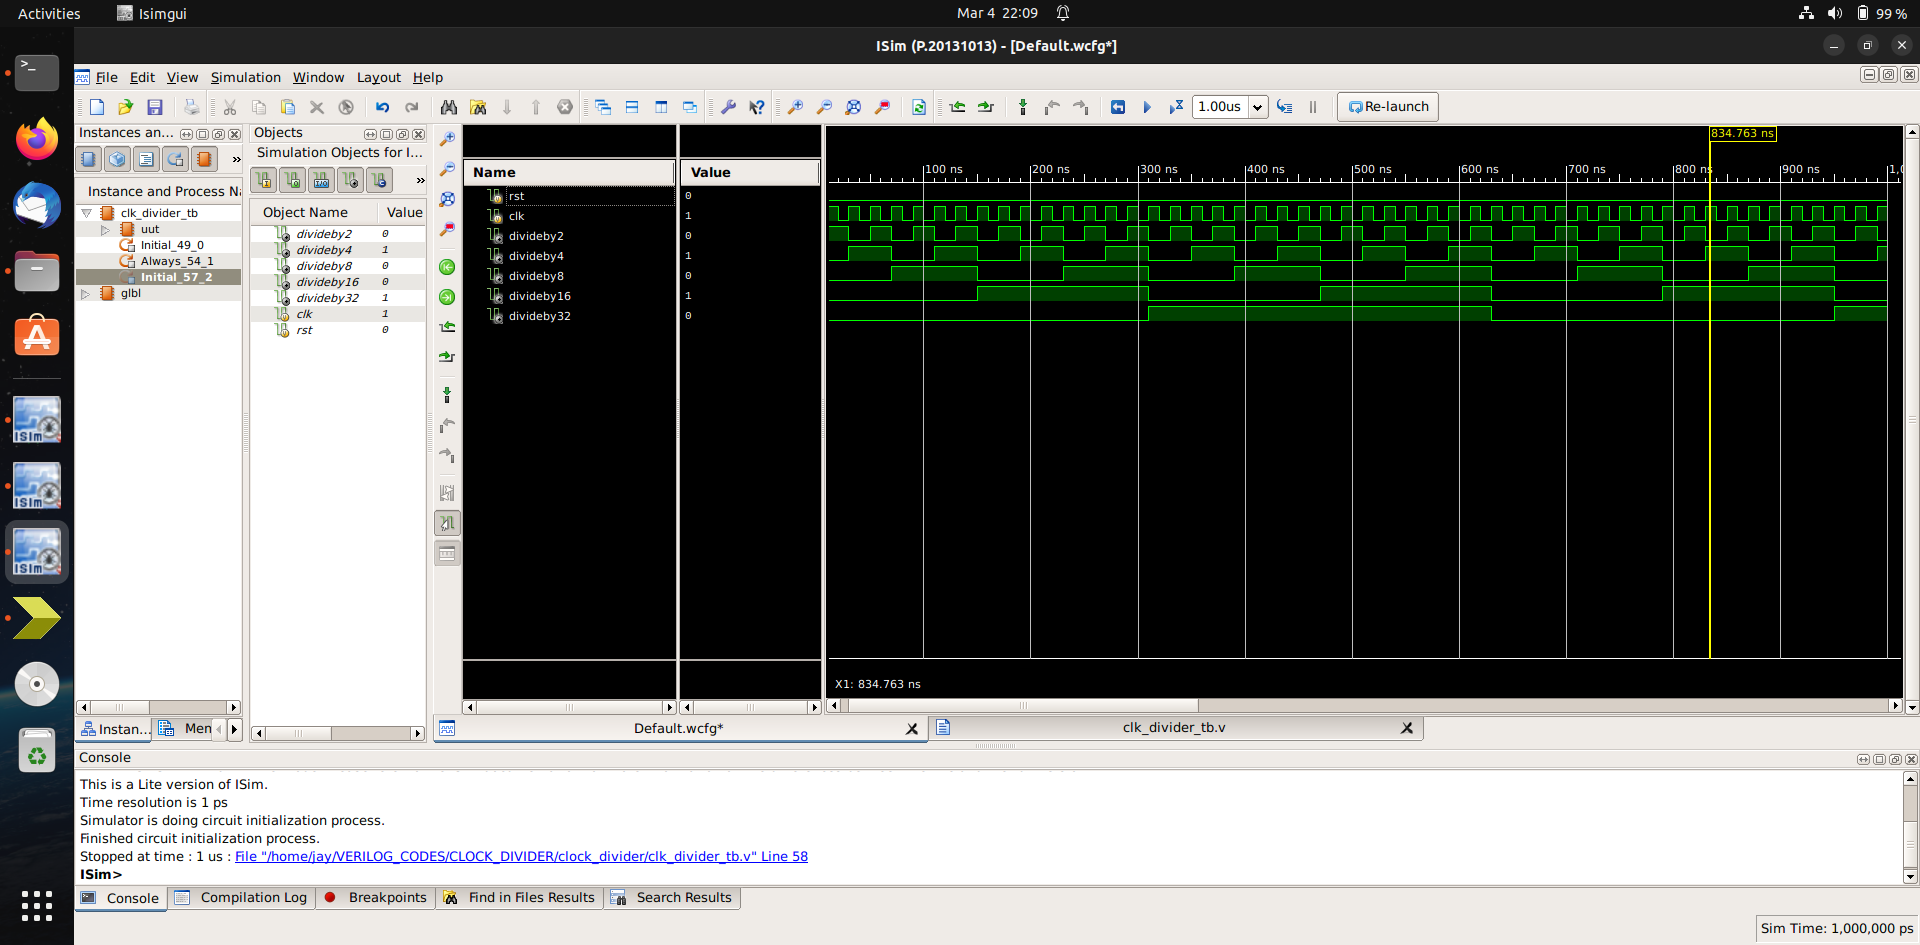 Activities
Isimgui
Mar 4 22:09
99 %
ISim (P.20131013) - [Default.wcfg*]
File Edit View Simulation Window Layout Help
1.00us
Re-launch
Instances an...
Instance and Process Na
clk_divider_tb
uut
Initial_49_0
Always_54_1
Initial_57_2
glbl
Instan...
Men
Objects
Simulation Objects for I...
Object Name Value
divideby2 0
divideby4 1
divideby8 0
divideby16 0
divideby32 1
clk 1
rst 0
Name Value
rst 0
clk 1
divideby2 0
divideby4 1
divideby8 0
divideby16 1
divideby32 0
834.763 ns
100 ns 200 ns 300 ns 400 ns 500 ns 600 ns 700 ns 800 ns 900 ns 1,0
X1: 834.763 ns
Default.wcfg*
clk_divider_tb.v
Console
This is a Lite version of ISim.
Time resolution is 1 ps
Simulator is doing circuit initialization process.
Finished circuit initialization process.
Stopped at time : 1 us : File "/home/jay/VERILOG_CODES/CLOCK_DIVIDER/clock_divider/clk_divider_tb.v" Line 58
ISim>
Console Compilation Log Breakpoints Find in Files Results Search Results
Sim Time: 1,000,000 ps